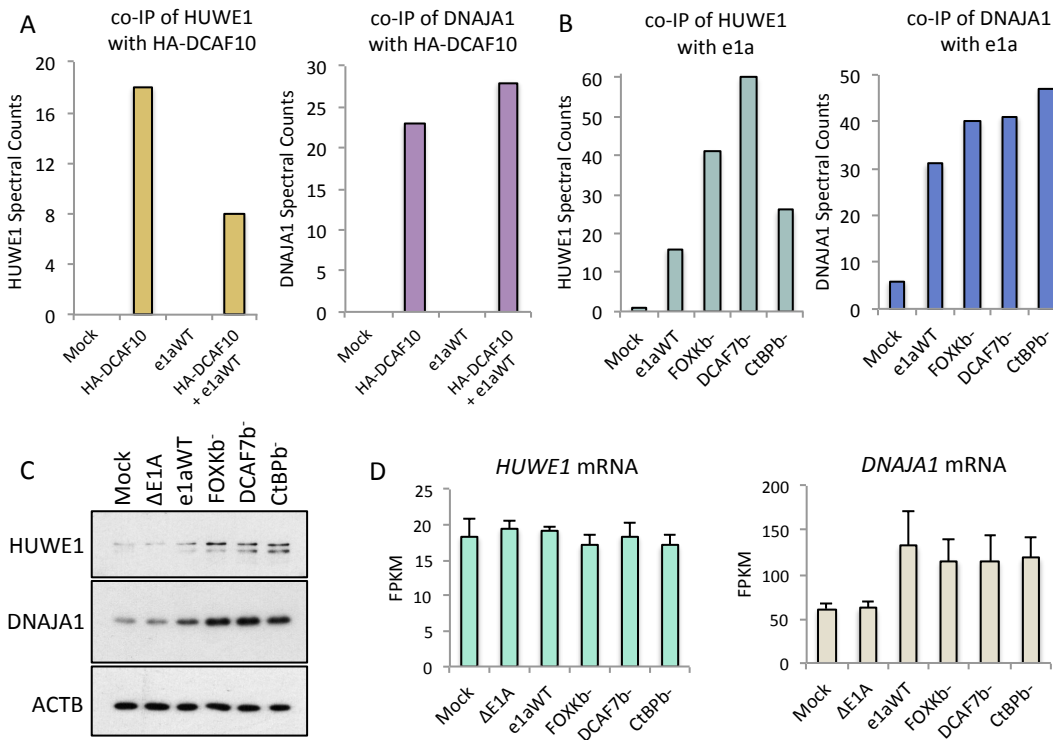 A
co-IP of HUWE1
with HA-DCAF10
HUWE1 Spectral Counts
20
16
12
8
4
0
Mock
HA-DCAF10
e1aWT
HA-DCAF10
+ e1aWT
co-IP of DNAJA1
with HA-DCAF10
DNAJA1 Spectral Counts
30
25
20
15
10
5
0
Mock
HA-DCAF10
e1aWT
HA-DCAF10
+ e1aWT
B
co-IP of HUWE1
with e1a
HUWE1 Spectral Counts
60
50
40
30
20
10
0
Mock
e1aWT
FOXKb-
DCAF7b-
CtBPb-
co-IP of DNAJA1
with e1a
DNAJA1 Spectral Counts
50
40
30
20
10
0
Mock
e1aWT
FOXKb-
DCAF7b-
CtBPb-
C
Mock
ΔE1A
e1aWT
FOXKb-
DCAF7b-
CtBPb-
HUWE1
DNAJA1
ACTB
D
HUWE1 mRNA
FPKM
25
20
15
10
5
0
Mock
ΔE1A
e1aWT
FOXKb-
DCAF7b-
CtBPb-
DNAJA1 mRNA
FPKM
200
150
100
50
0
Mock
ΔE1A
e1aWT
FOXKb-
DCAF7b-
CtBPb-